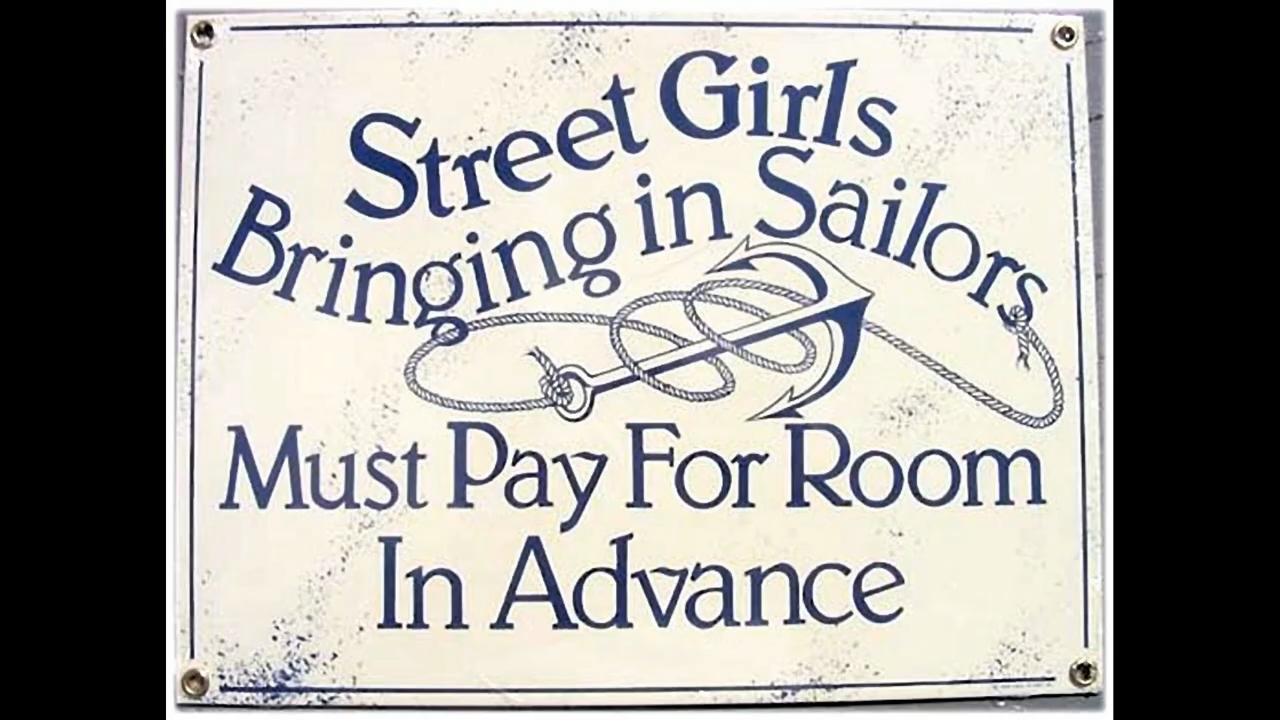 Street Girls
Bringing in Sailors
Must Pay For Room
In Advance